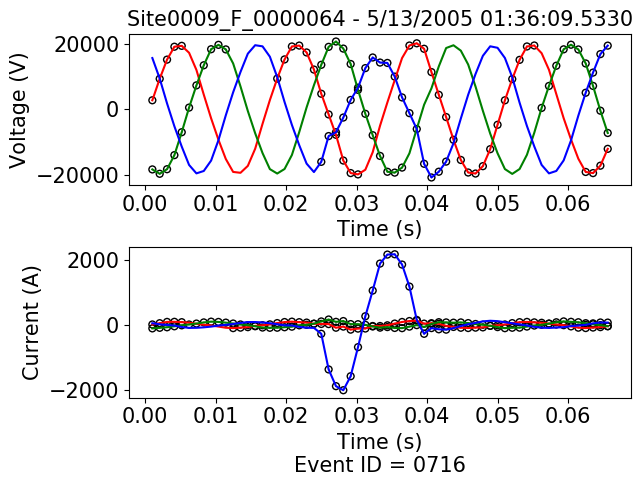 Site0009_F_0000064 - 5/13/2005 01:36:09.5330
Voltage (V)
20000
0
−20000
0.00 0.01 0.02 0.03 0.04 0.05 0.06
Time (s)
Current (A)
2000
0
−2000
0.00 0.01 0.02 0.03 0.04 0.05 0.06
Time (s)
Event ID = 0716